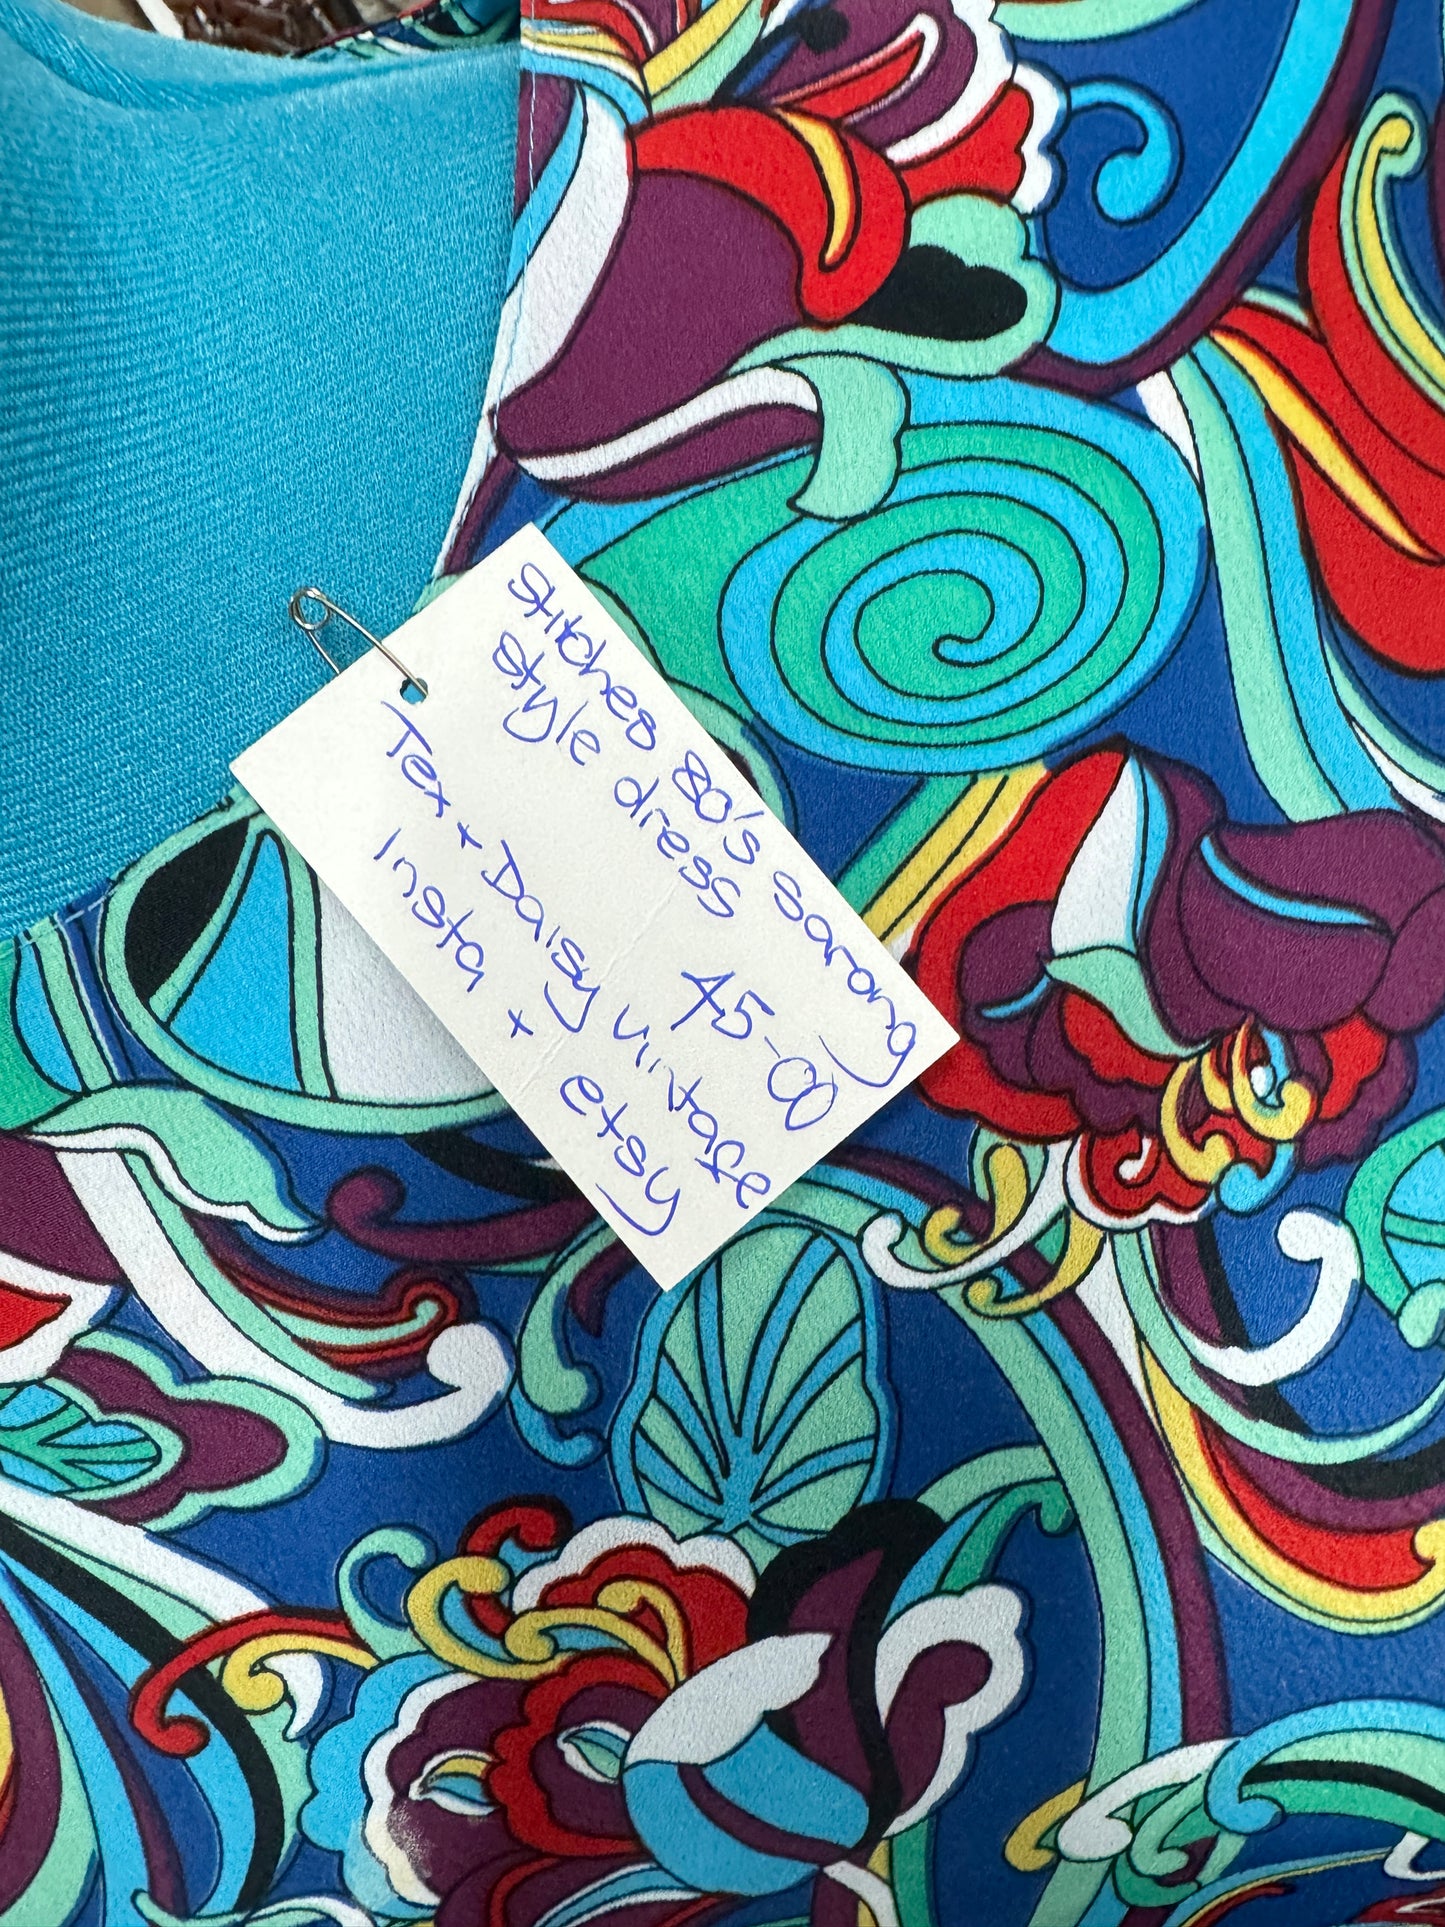 Stitches 80's sarong
style dress 45-00
Tex + Daisy vintage
Insta + etsy